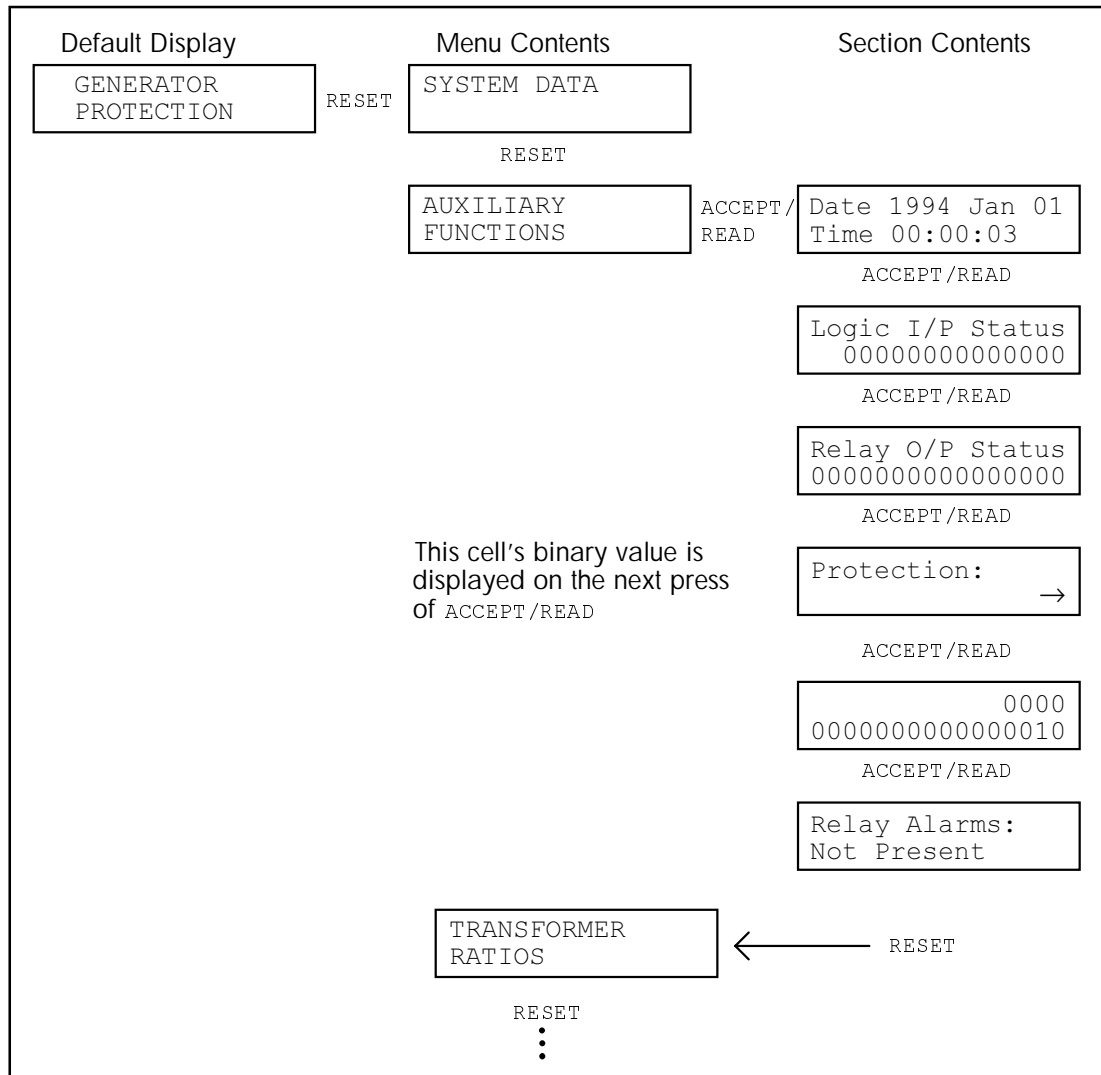 Default Display
Menu Contents
Section Contents
GENERATOR
PROTECTION
RESET
SYSTEM DATA
RESET
AUXILIARY
FUNCTIONS
ACCEPT/
READ
Date 1994 Jan 01
Time 00:00:03
ACCEPT/READ
Logic I/P Status
00000000000000
ACCEPT/READ
Relay O/P Status
0000000000000000
ACCEPT/READ
This cell's binary value is
displayed on the next press
of ACCEPT/READ
Protection:
→
ACCEPT/READ
0000
0000000000000010
ACCEPT/READ
Relay Alarms:
Not Present
TRANSFORMER
RATIOS
RESET
RESET